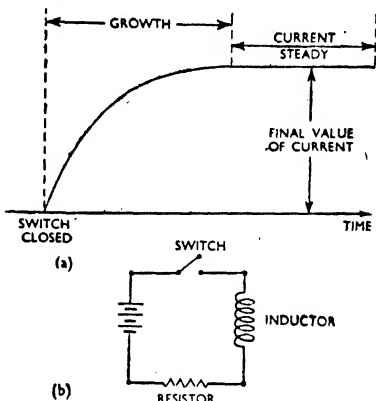 GROWTH
CURRENT
STEADY
FINAL VALUE
OF CURRENT
SWITCH
CLOSED
TIME
(a)
SWITCH
INDUCTOR
(b)
RESISTOR